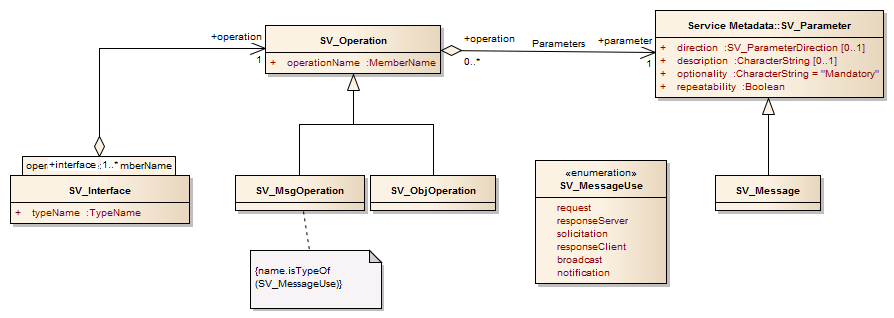 +operation
1
SV_Operation
+ operationName :MemberName
+operation
0..*
Parameters
+parameter
1
Service Metadata::SV_Parameter
+ direction :SV_ParameterDirection [0..1]
+ description :CharacterString [0..1]
+ optionality :CharacterString = "Mandatory"
+ repeatability :Boolean
oper +interface 1..* mberName
SV_Interface
+ typeName :TypeName
SV_MsgOperation
SV_ObjOperation
{name.isTypeOf
(SV_MessageUse)}
«enumeration»
SV_MessageUse
request
responseServer
solicitation
responseClient
broadcast
notification
SV_Message